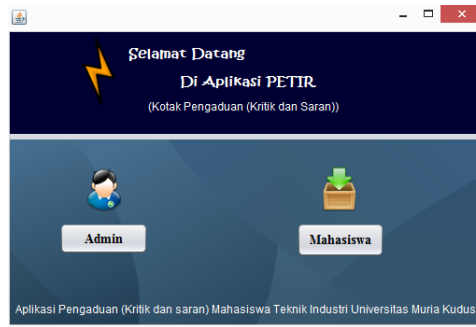 Selamat Datang
Di Aplikasi PETIR
(Kotak Pengaduan (Kritik dan Saran))
Admin
Mahasiswa
Aplikasi Pengaduan (Kritik dan saran) Mahasiswa Teknik Industri Universitas Muria Kudus